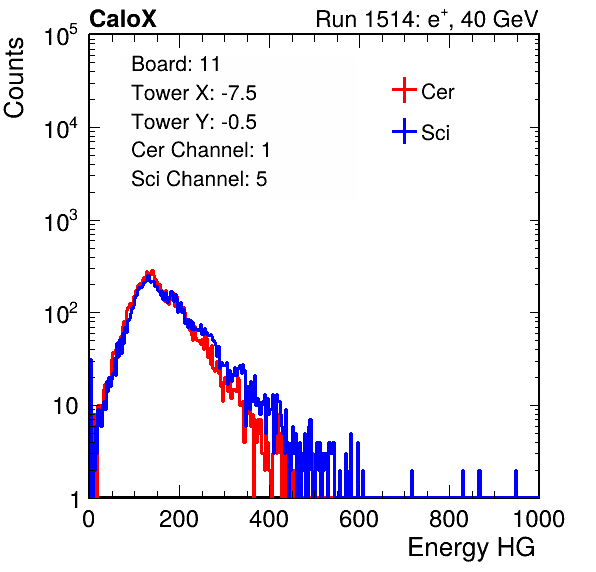 CaloX Run 1514: e⁺, 40 GeV
Counts
Board: 11
Tower X: -7.5
Tower Y: -0.5
Cer Channel: 1
Sci Channel: 5
Cer
Sci
10⁵
10⁴
10³
10²
10
1
0 200 400 600 800 1000
Energy HG